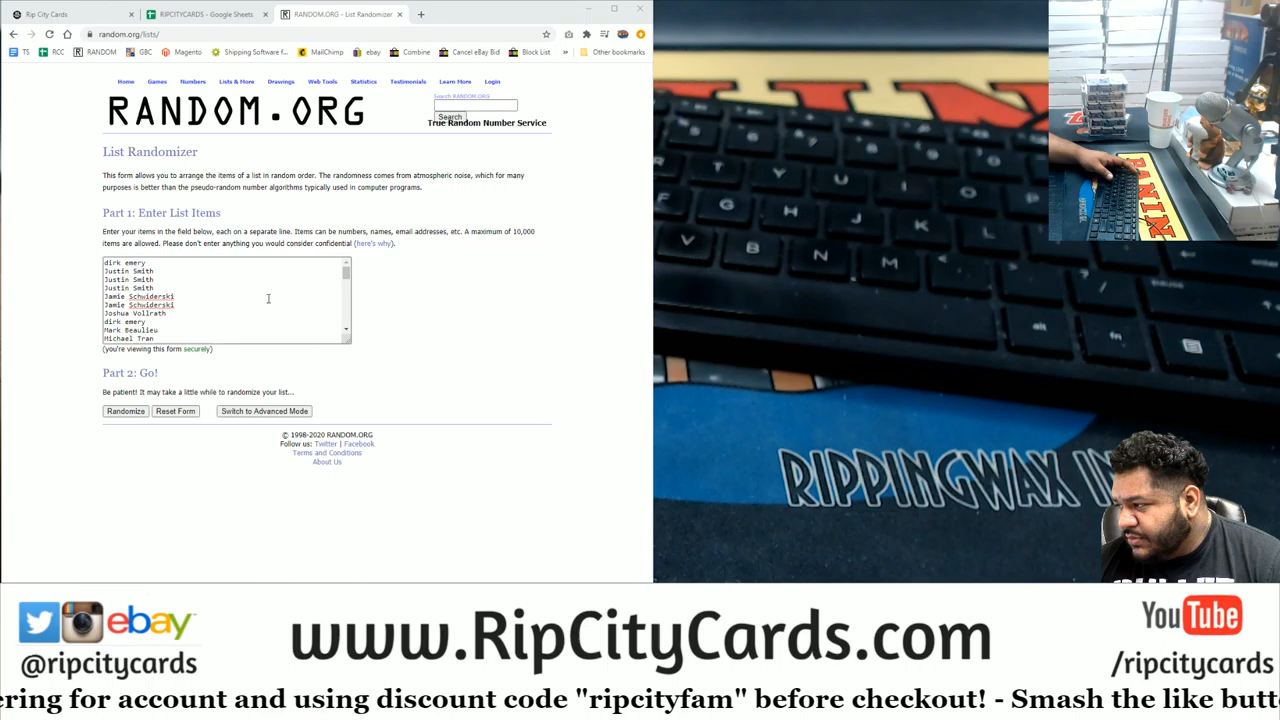 Rip City Cards
RIPCITYCARDS - Google Sheets
RANDOM.ORG - List Randomizer
random.org/lists/
TS RCC RANDOM GBC Magento Shipping Software f... MailChimp ebay Combine Cancel eBay Bid Block List » Other bookmarks
Home Games Numbers Lists & More Drawings Web Tools Statistics Testimonials Learn More Login
RANDOM.ORG
Search RANDOM.ORG
Search
True Random Number Service
List Randomizer
This form allows you to arrange the items of a list in random order. The randomness comes from atmospheric noise, which for many
purposes is better than the pseudo-random number algorithms typically used in computer programs.
Part 1: Enter List Items
Enter your items in the field below, each on a separate line. Items can be numbers, names, email addresses, etc. A maximum of 10,000
items are allowed. Please don't enter anything you would consider confidential (here's why).
dirk emery
Justin Smith
Justin Smith
Justin Smith
Jamie Schwiderski
Jamie Schwiderski
Joshua Vollrath
dirk emery
Mark Beaulieu
Michael Tran
(you're viewing this form securely)
Part 2: Go!
Be patient! It may take a little while to randomize your list...
Randomize Reset Form Switch to Advanced Mode
© 1998-2020 RANDOM.ORG
Follow us: Twitter | Facebook
Terms and Conditions
About Us
R T Y
F G H J K L
V B N M
RIPPINGWAX IN
PANIN
ebay
@ripcitycards
www.RipCityCards.com
YouTube
/ripcitycards
ering for account and using discount code "ripcityfam" before checkout! - Smash the like butt